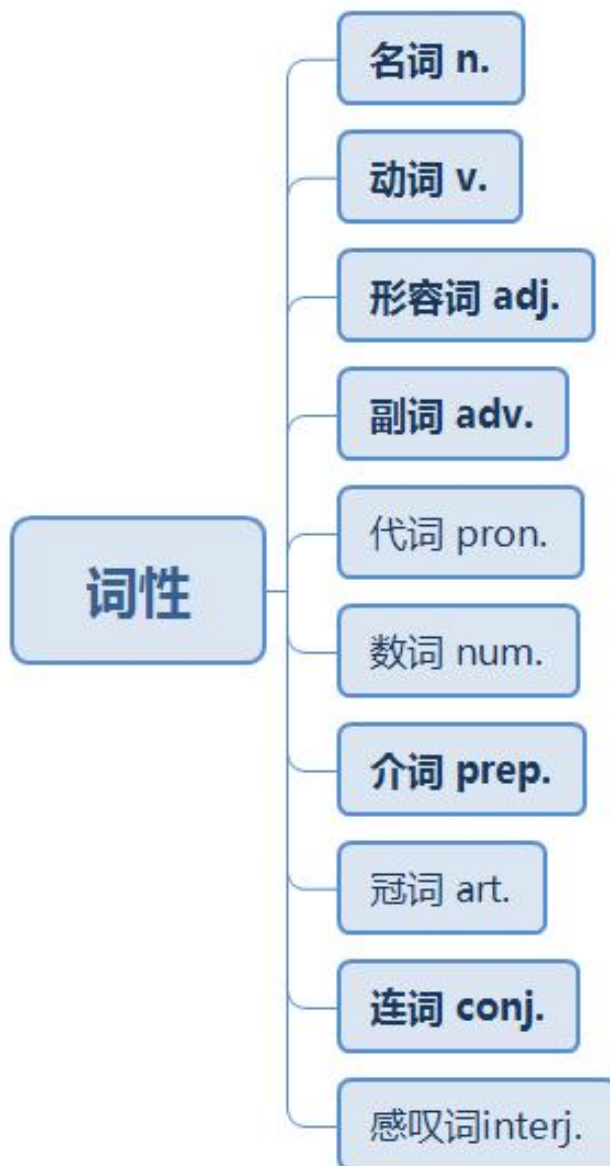 词性
名词 n.
动词 v.
形容词 adj.
副词 adv.
代词 pron.
数词 num.
介词 prep.
冠词 art.
连词 conj.
感叹词interj.